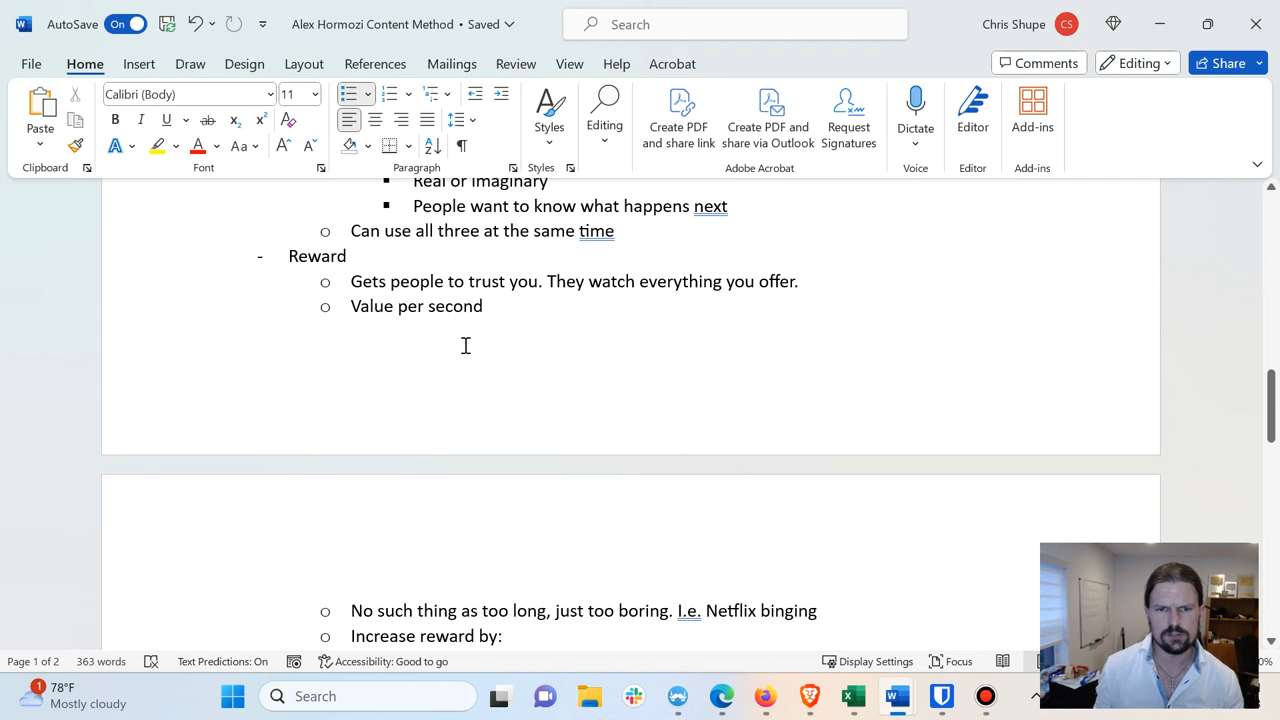 AutoSave On Alex Hormozi Content Method • Saved Search Chris Shupe CS
File Home Insert Draw Design Layout References Mailings Review View Help Acrobat Comments Editing Share
Calibri (Body) 11
Paste Styles Editing Create PDF and share link Create PDF and share via Outlook Request Signatures Dictate Editor Add-ins
Clipboard Font Paragraph Styles Adobe Acrobat Voice Editor Add-ins
▪ Real or imaginary
▪ People want to know what happens next
o Can use all three at the same time
- Reward
o Gets people to trust you. They watch everything you offer.
o Value per second
o No such thing as too long, just too boring. I.e. Netflix binging
o Increase reward by:
Page 1 of 2 363 words Text Predictions: On Accessibility: Good to go Display Settings Focus 0%
1 78°F
Mostly cloudy
Search